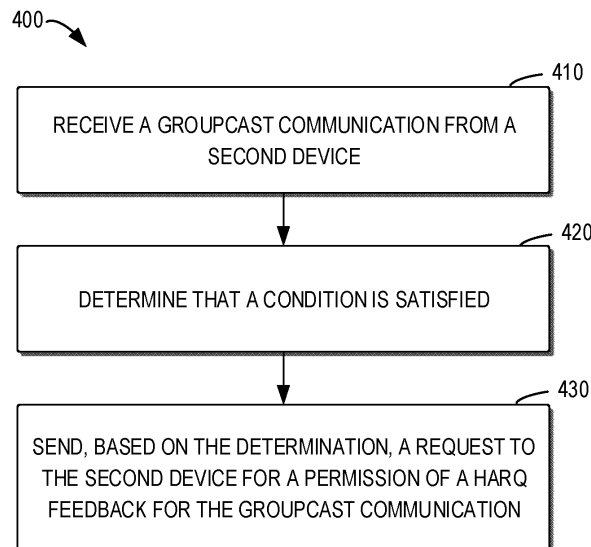 400
410
RECEIVE A GROUPCAST COMMUNICATION FROM A
SECOND DEVICE
420
DETERMINE THAT A CONDITION IS SATISFIED
430
SEND, BASED ON THE DETERMINATION, A REQUEST TO
THE SECOND DEVICE FOR A PERMISSION OF A HARQ
FEEDBACK FOR THE GROUPCAST COMMUNICATION